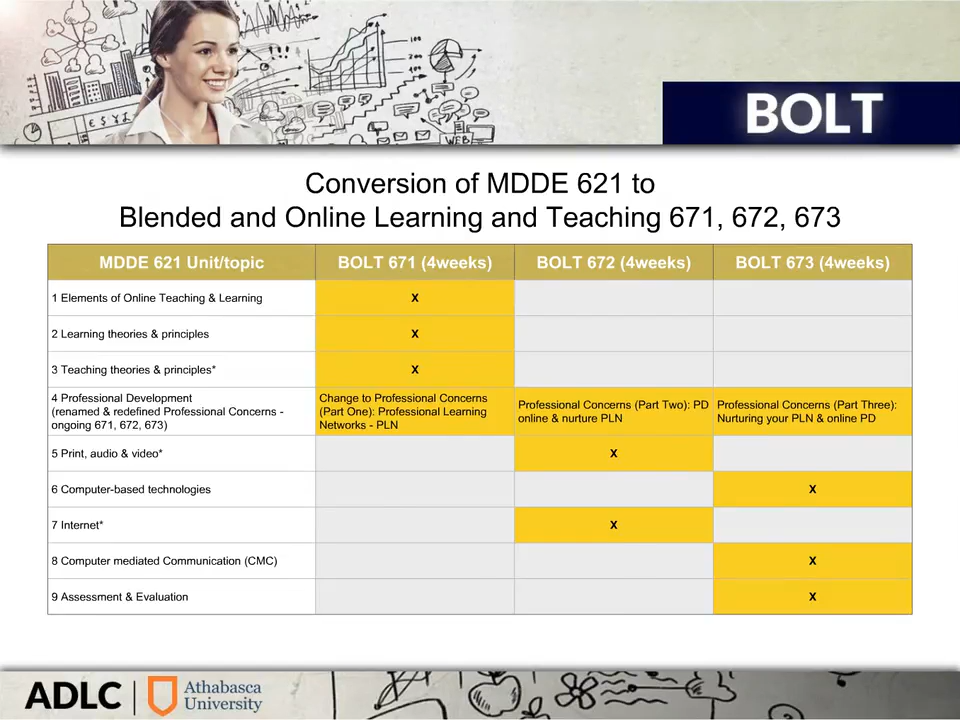 100
200
400
£ ¥ $ €
WEB
BOLT
Conversion of MDDE 621 to
Blended and Online Learning and Teaching 671, 672, 673
MDDE 621 Unit/topic
BOLT 671 (4weeks)
BOLT 672 (4weeks)
BOLT 673 (4weeks)
1 Elements of Online Teaching & Learning
X
2 Learning theories & principles
X
3 Teaching theories & principles*
X
4 Professional Development
(renamed & redefined Professional Concerns -
ongoing 671, 672, 673)
Change to Professional Concerns
(Part One): Professional Learning
Networks - PLN
Professional Concerns (Part Two): PD
online & nurture PLN
Professional Concerns (Part Three):
Nurturing your PLN & online PD
5 Print, audio & video*
X
6 Computer-based technologies
X
7 Internet*
X
8 Computer mediated Communication (CMC)
X
9 Assessment & Evaluation
X
ADLC
Athabasca
University